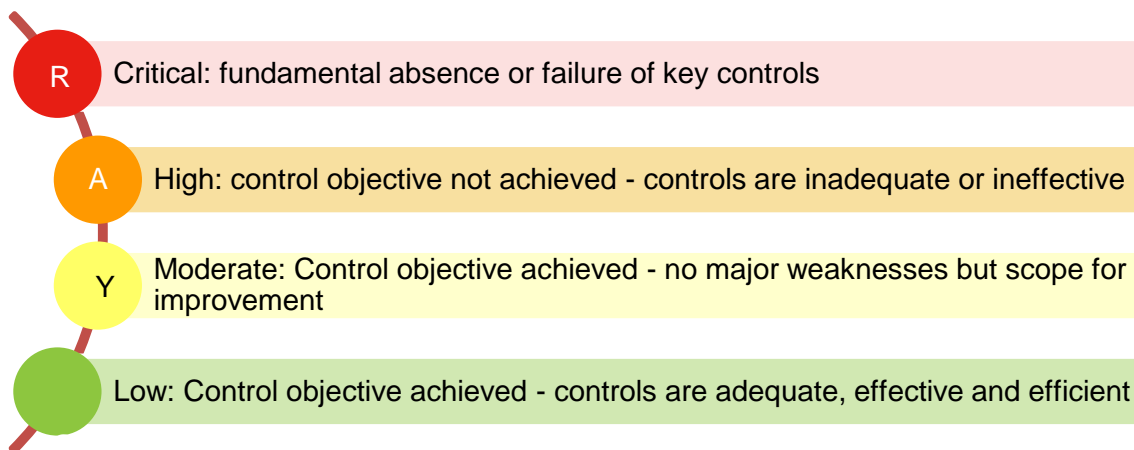 R
Critical: fundamental absence or failure of key controls
A
High: control objective not achieved - controls are inadequate or ineffective
Y
Moderate: Control objective achieved - no major weaknesses but scope for
improvement
Low: Control objective achieved - controls are adequate, effective and efficient